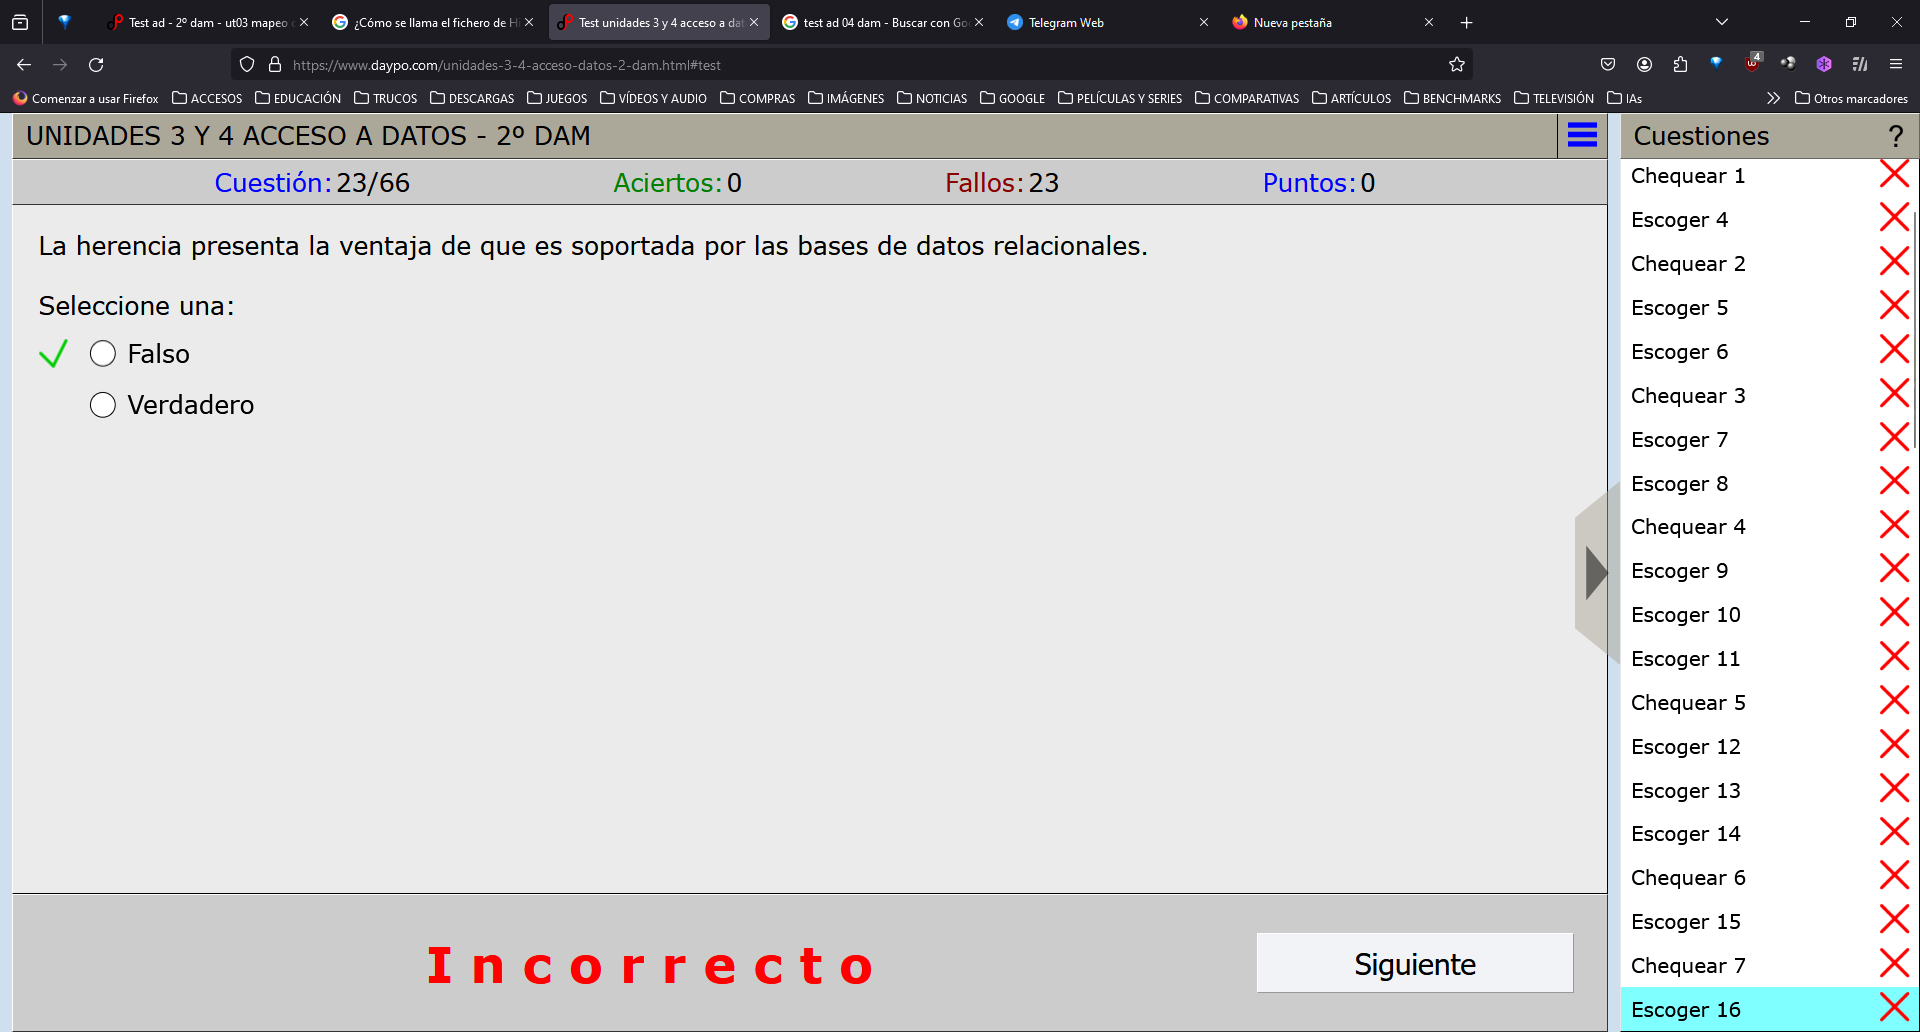 Test ad - 2º dam - ut03 mapeo
¿Cómo se llama el fichero de Hi
Test unidades 3 y 4 acceso a dat
test ad 04 dam - Buscar con Goo
Telegram Web
Nueva pestaña
https://www.daypo.com/unidades-3-4-acceso-datos-2-dam.html#test
4
Comenzar a usar Firefox
ACCESOS
EDUCACIÓN
TRUCOS
DESCARGAS
JUEGOS
VÍDEOS Y AUDIO
COMPRAS
IMÁGENES
NOTICIAS
GOOGLE
PELÍCULAS Y SERIES
COMPARATIVAS
ARTÍCULOS
BENCHMARKS
TELEVISIÓN
IAs
Otros marcadores
UNIDADES 3 Y 4 ACCESO A DATOS - 2º DAM
Cuestión: 23/66
Aciertos: 0
Fallos: 23
Puntos: 0
La herencia presenta la ventaja de que es soportada por las bases de datos relacionales.
Seleccione una:
Falso
Verdadero
Incorrecto
Siguiente
Cuestiones ?
Chequear 1
Escoger 4
Chequear 2
Escoger 5
Escoger 6
Chequear 3
Escoger 7
Escoger 8
Chequear 4
Escoger 9
Escoger 10
Escoger 11
Chequear 5
Escoger 12
Escoger 13
Escoger 14
Chequear 6
Escoger 15
Chequear 7
Escoger 16